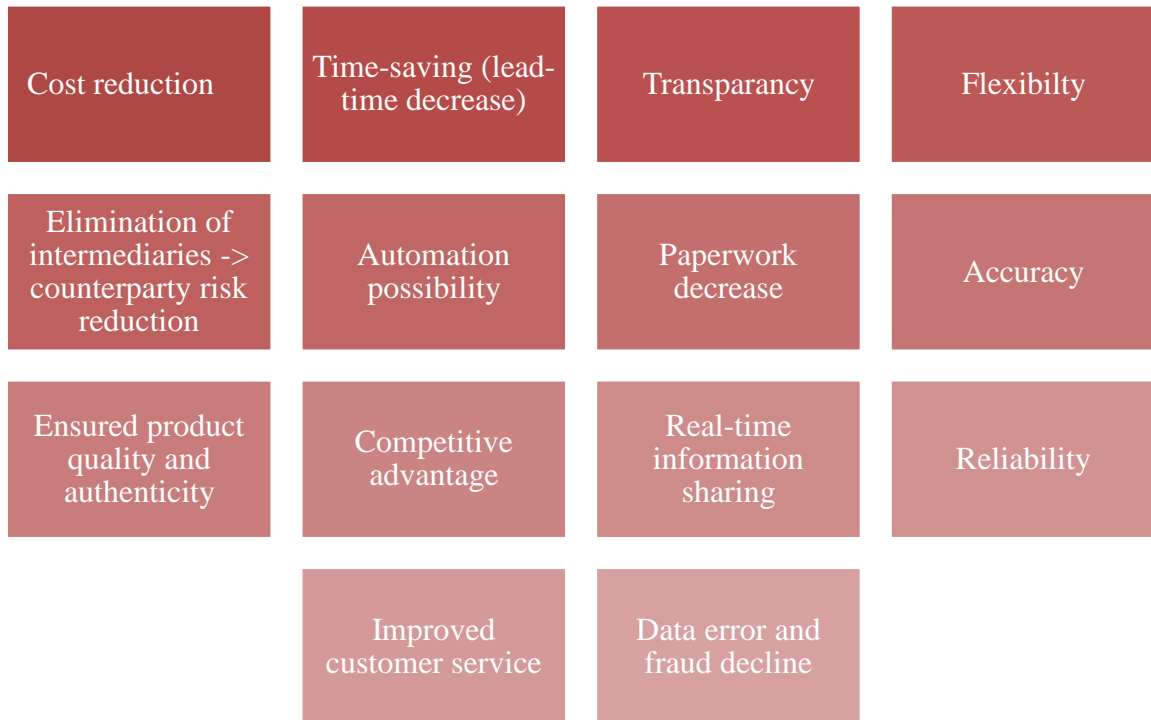 Cost reduction
Time-saving (lead-
time decrease)
Transparancy
Flexibilty
Elimination of
intermediaries ->
counterparty risk
reduction
Automation
possibility
Paperwork
decrease
Accuracy
Ensured product
quality and
authenticity
Competitive
advantage
Real-time
information
sharing
Reliability
Improved
customer service
Data error and
fraud decline